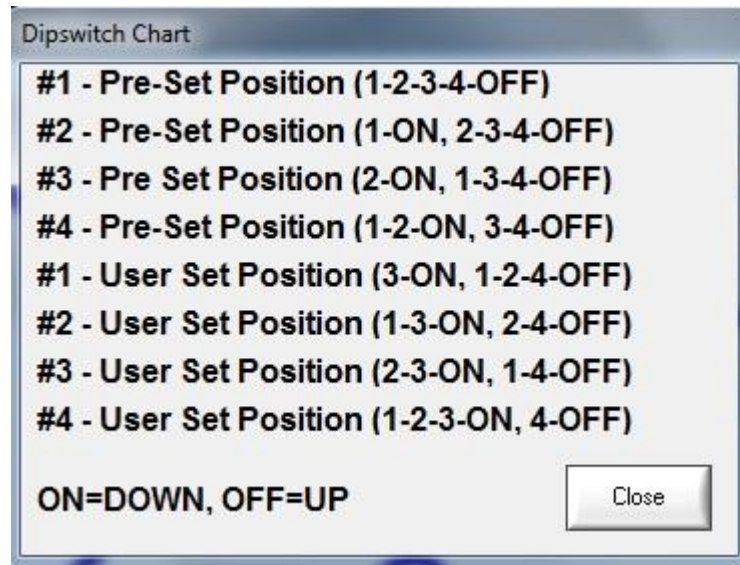 Dipswitch Chart
#1 - Pre-Set Position (1-2-3-4-OFF)
#2 - Pre-Set Position (1-ON, 2-3-4-OFF)
#3 - Pre Set Position (2-ON, 1-3-4-OFF)
#4 - Pre-Set Position (1-2-ON, 3-4-OFF)
#1 - User Set Position (3-ON, 1-2-4-OFF)
#2 - User Set Position (1-3-ON, 2-4-OFF)
#3 - User Set Position (2-3-ON, 1-4-OFF)
#4 - User Set Position (1-2-3-ON, 4-OFF)
ON=DOWN, OFF=UP
Close